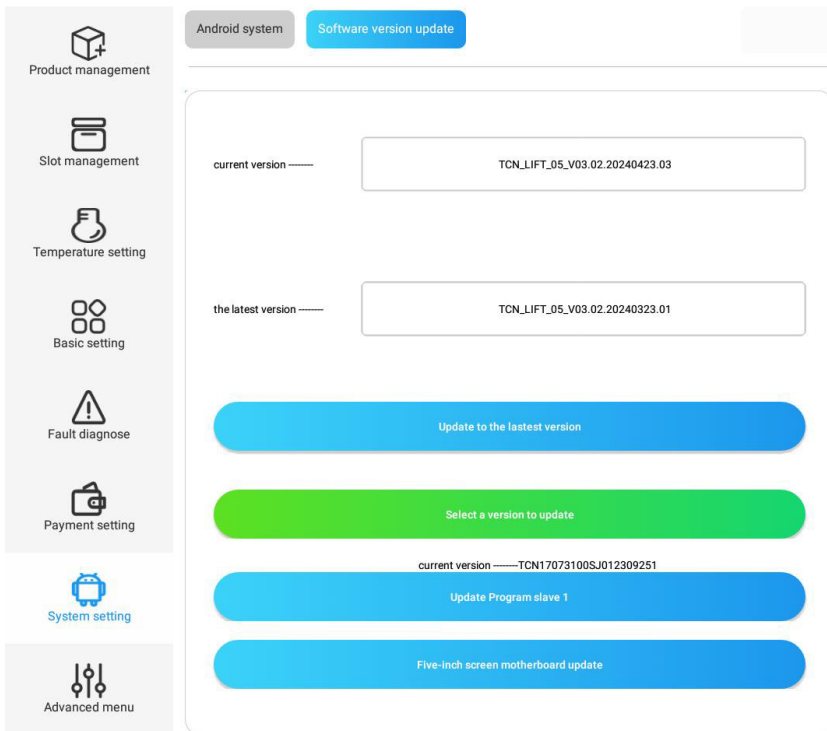 Product management
Slot management
Temperature setting
Basic setting
Fault diagnose
Payment setting
System setting
Advanced menu
Android system
Software version update
current version --------
TCN_LIFT_05_V03.02.20240423.03
the latest version --------
TCN_LIFT_05_V03.02.20240323.01
Update to the lastest version
Select a version to update
current version --------TCN17073100SJ012309251
Update Program slave 1
Five-inch screen motherboard update